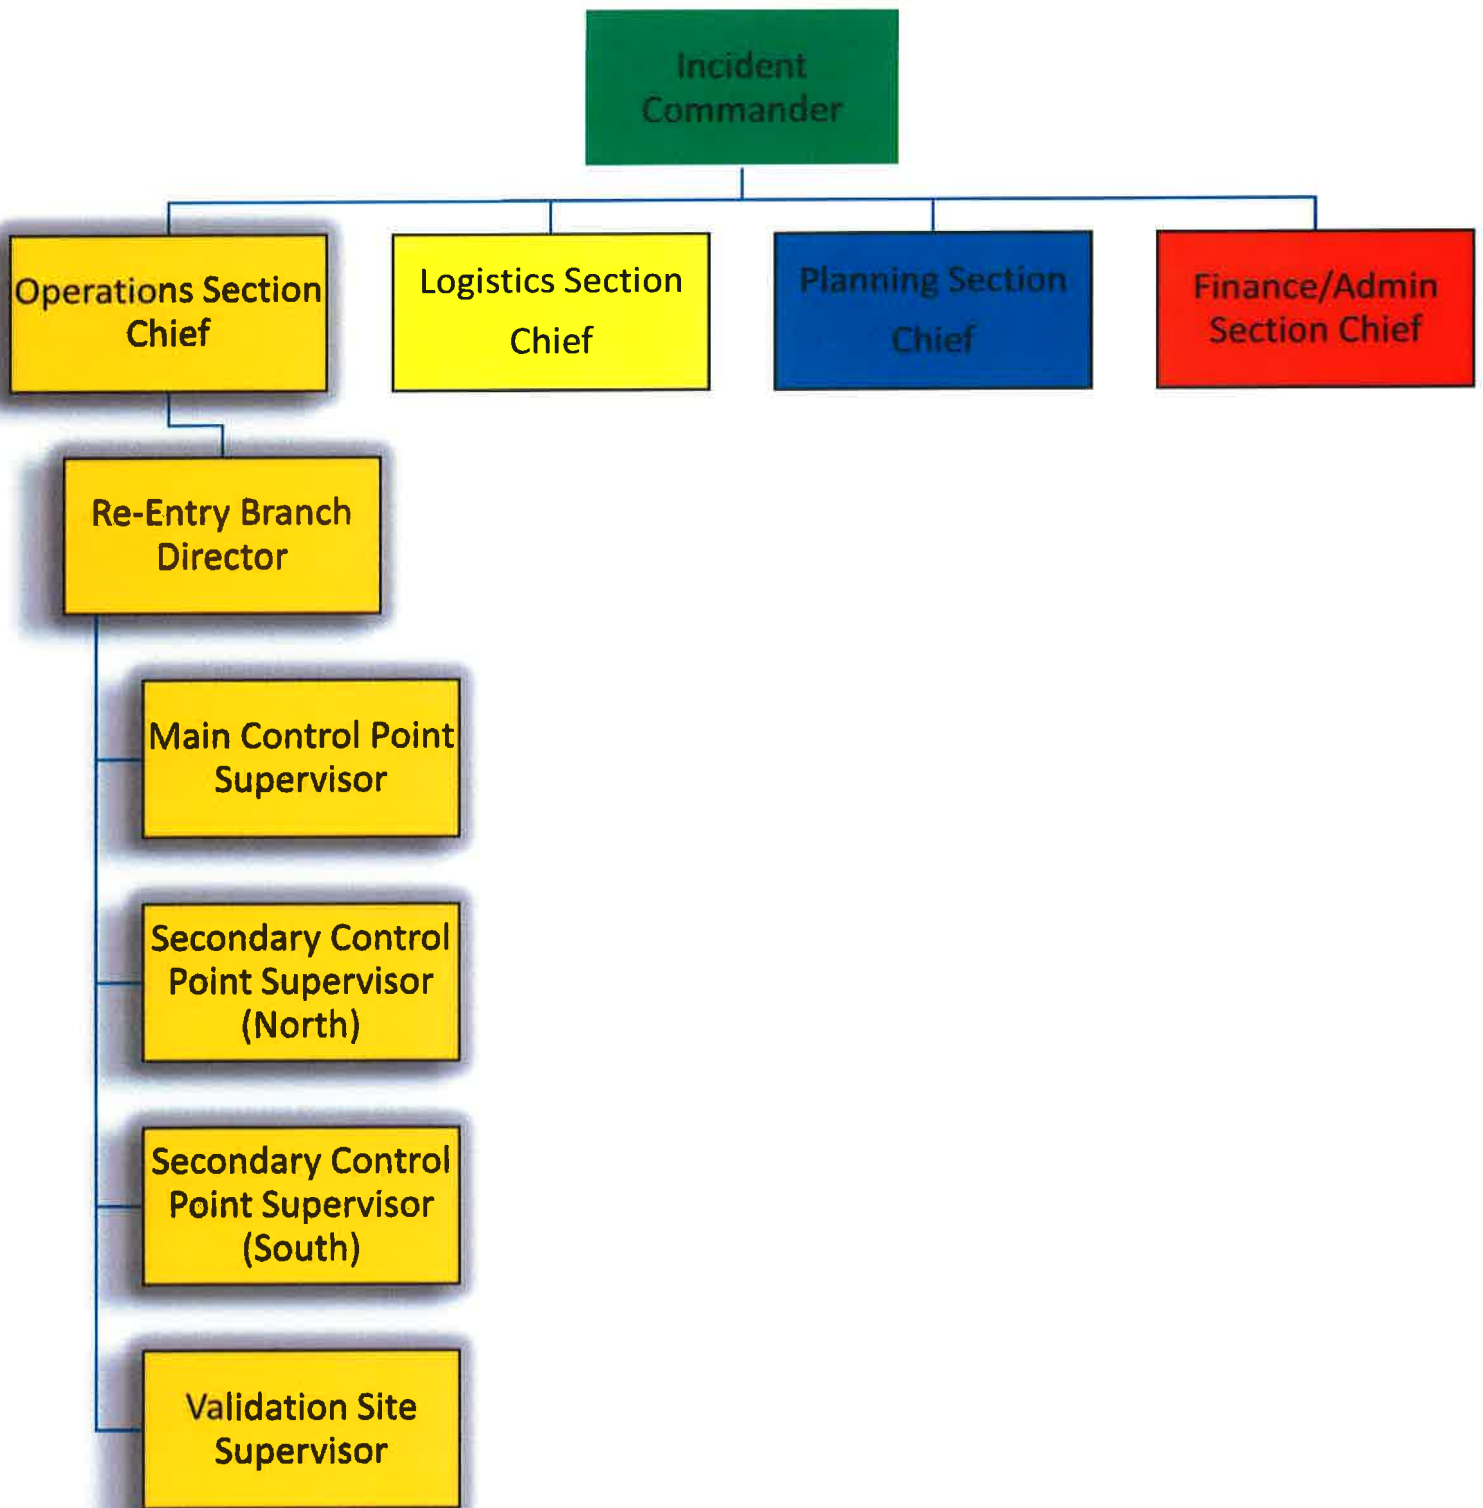 Incident
Commander
Operations Section
Chief
Logistics Section
Chief
Planning Section
Chief
Finance/Admin
Section Chief
Re-Entry Branch
Director
Main Control Point
Supervisor
Secondary Control
Point Supervisor
(North)
Secondary Control
Point Supervisor
(South)
Validation Site
Supervisor